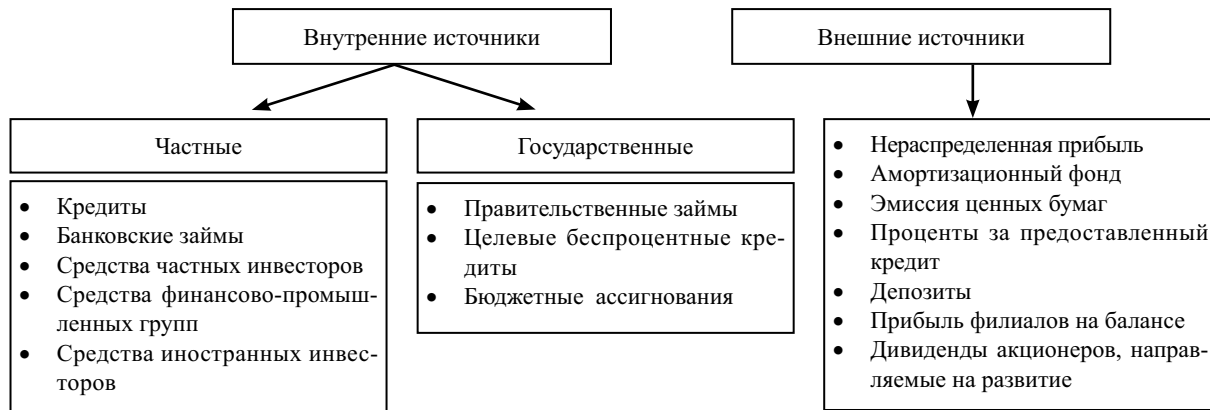 Внутренние источники
Внешние источники
Частные
• Кредиты
• Банковские займы
• Средства частных инвесторов
• Средства финансово-промыш-
ленных групп
• Средства иностранных инвес-
торов
Государственные
• Правительственные займы
• Целевые беспроцентные кре-
диты
• Бюджетные ассигнования
• Нераспределенная прибыль
• Амортизационный фонд
• Эмиссия ценных бумаг
• Проценты за предоставленный
кредит
• Депозиты
• Прибыль филиалов на балансе
• Дивиденды акционеров, направ-
ляемые на развитие